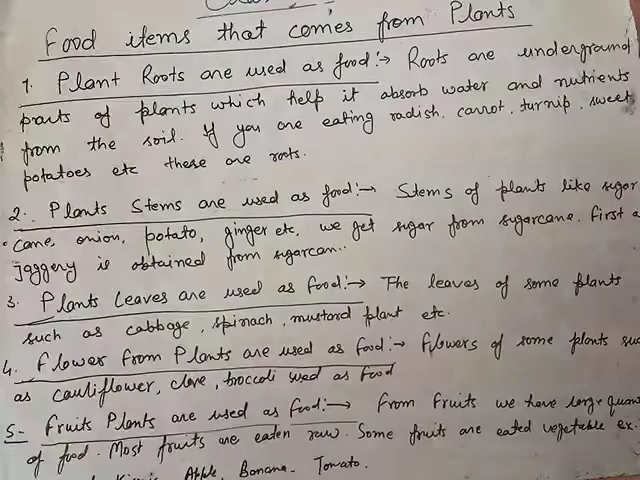 Food items that comes from Plants
1. Plant Roots are used as food:→ Roots are underground
parts of plants which help it absorb water and nutrients
from the soil. If you are eating radish, carrot, turnip, sweet
potatoes etc these are roots.
2. Plants Stems are used as food:→ Stems of plants like sugar
cane, onion, potato, ginger etc, we get sugar from sugarcane. First a
Jaggery is obtained from sugarcan..
3. Plants Leaves are used as food:→ The leaves of some plants
such as cabbage, spinach, mustard plant etc.
4. Flower from Plants are used as food:→ flowers of some plants suc
as cauliflower, clove, broccoli used as food
5- Fruits Plants are used as food:→ From fruits we have large quan
of food. Most fruits are eaten raw. Some fruits are eated vegetable ex.
Apple, Banana. Tomato.